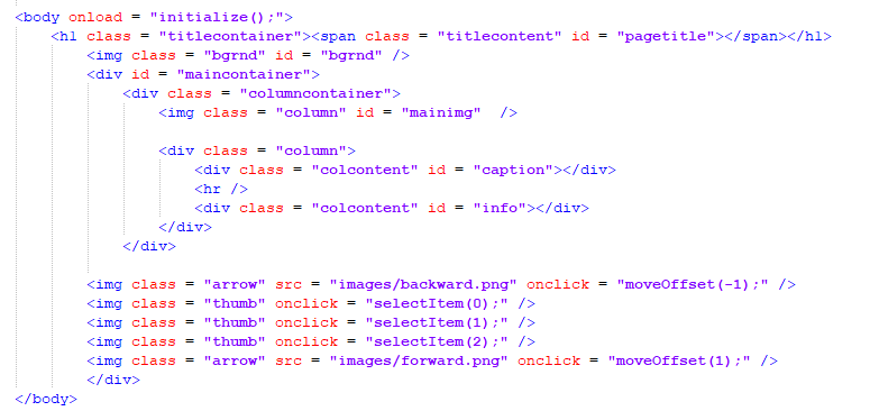 <body onload = "initialize();">
<h1 class = "titlecontainer"><span class = "titlecontent" id = "pagetitle"></span></h1>
<img class = "bgrnd" id = "bgrnd" />
<div id = "maincontainer">
<div class = "columncontainer">
<img class = "column" id = "mainimg"  />
<div class = "column">
<div class = "colcontent" id = "caption"></div>
<hr />
<div class = "colcontent" id = "info"></div>
</div>
</div>
<img class = "arrow" src = "images/backward.png" onclick = "moveOffset(-1);" />
<img class = "thumb" onclick = "selectItem(0);" />
<img class = "thumb" onclick = "selectItem(1);" />
<img class = "thumb" onclick = "selectItem(2);" />
<img class = "arrow" src = "images/forward.png" onclick = "moveOffset(1);" />
</div>
</body>